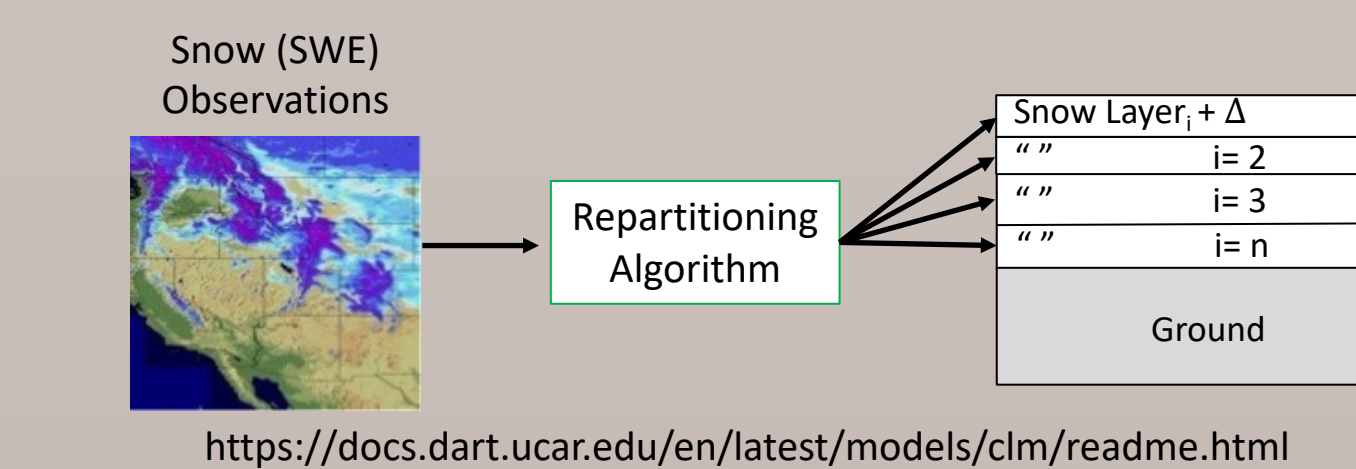 Snow (SWE)
Observations
Repartitioning
Algorithm
Snow Layerᵢ + Δ
“ ” i= 2
“ ” i= 3
“ ” i= n
Ground
https://docs.dart.ucar.edu/en/latest/models/clm/readme.html